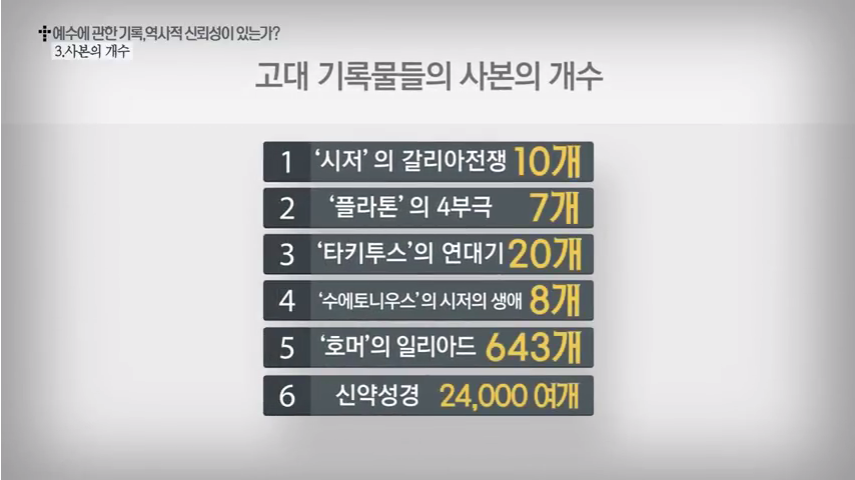 예수에 관한 기록,역사적 신뢰성이 있는가?
3.사본의 개수
고대 기록물들의 사본의 개수
1 ‘시저’의 갈리아전쟁 10개
2 ‘플라톤’의 4부극 7개
3 ‘타키투스’의 연대기 20개
4 ‘수에토니우스’의 시저의 생애 8개
5 ‘호머’의 일리아드 643개
6 신약성경 24,000 여개